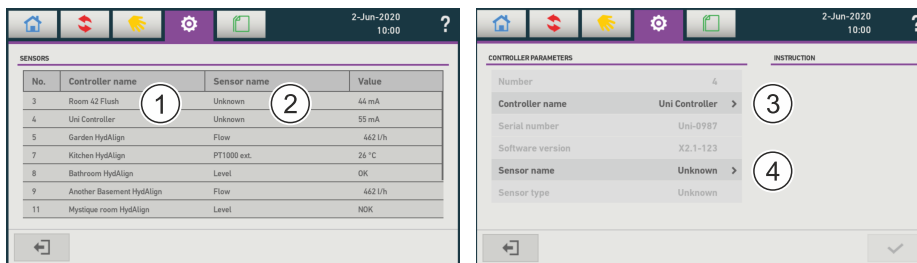 2-Jun-2020
10:00
?
SENSORS
No. Controller name Sensor name Value
3 Room 42 Flush Unknown 44 mA
4 Uni Controller Unknown 55 mA
5 Garden HydAlign Flow 462 l/h
7 Kitchen HydAlign PT1000 ext. 26 °C
8 Bathroom HydAlign Level OK
9 Another Basement HydAlign Flow 462 l/h
11 Mystique room HydAlign Level NOK
1
2
2-Jun-2020
10:00
?
CONTROLLER PARAMETERS
INSTRUCTION
Number 4
Controller name Uni Controller >
Serial number Uni-0987
Software version X2.1-123
Sensor name Unknown >
Sensor type Unknown
3
4